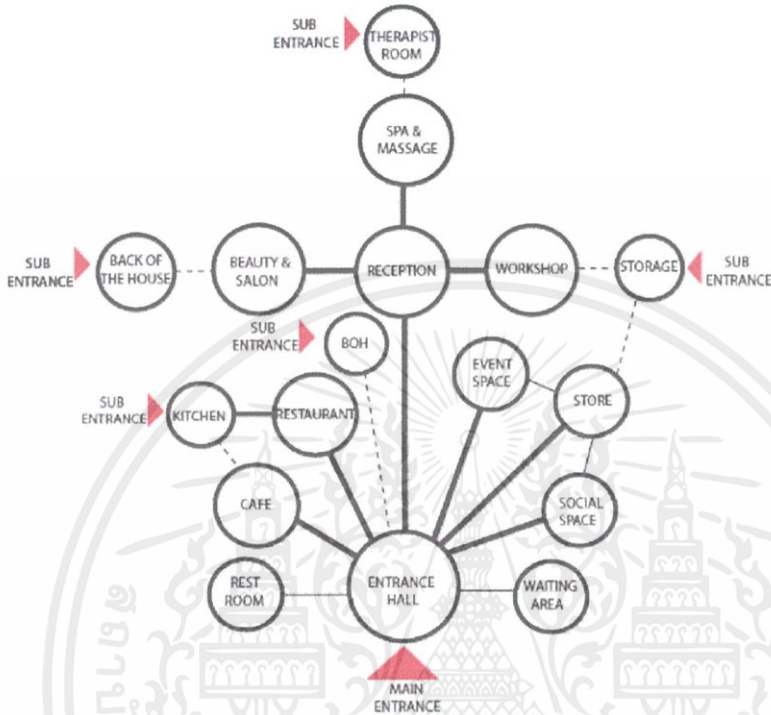 SUB
ENTRANCE
THERAPIST
ROOM
SPA &
MASSAGE
SUB
ENTRANCE
BACK OF
THE HOUSE
BEAUTY &
SALON
RECEPTION
WORKSHOP
STORAGE
SUB
ENTRANCE
SUB
ENTRANCE
BOH
EVENT
SPACE
SUB
ENTRANCE
KITCHEN
RESTAURANT
STORE
CAFE
SOCIAL
SPACE
REST
ROOM
ENTRANCE
HALL
WAITING
AREA
MAIN
ENTRANCE